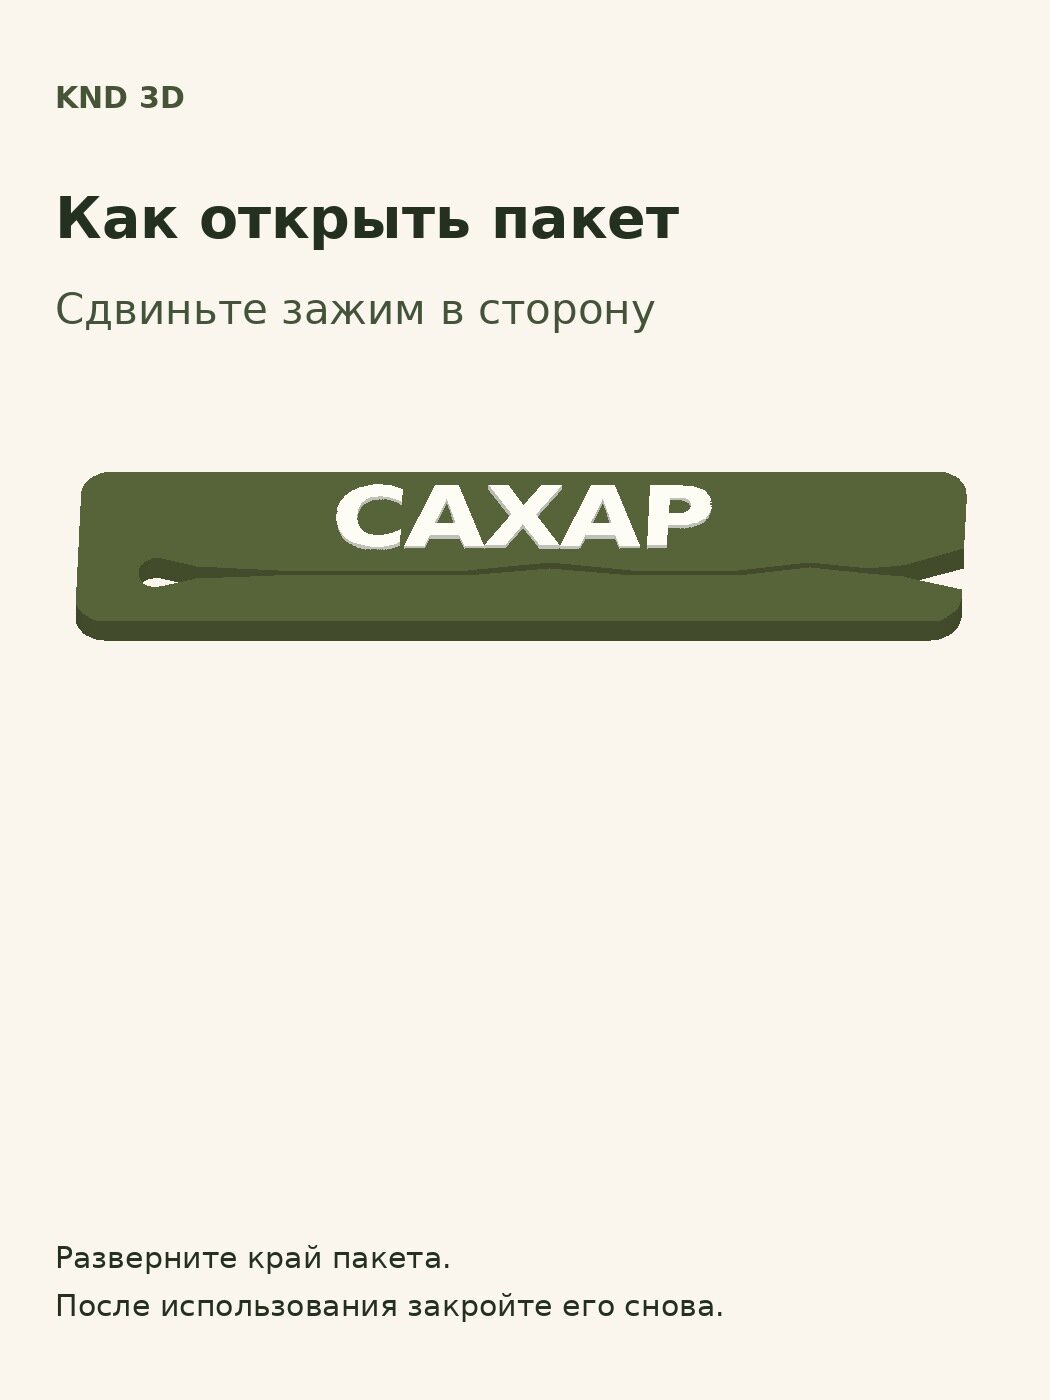 KND 3D
Как открыть пакет
Сдвиньте зажим в сторону
САХАР
Разверните край пакета.
После использования закройте его снова.